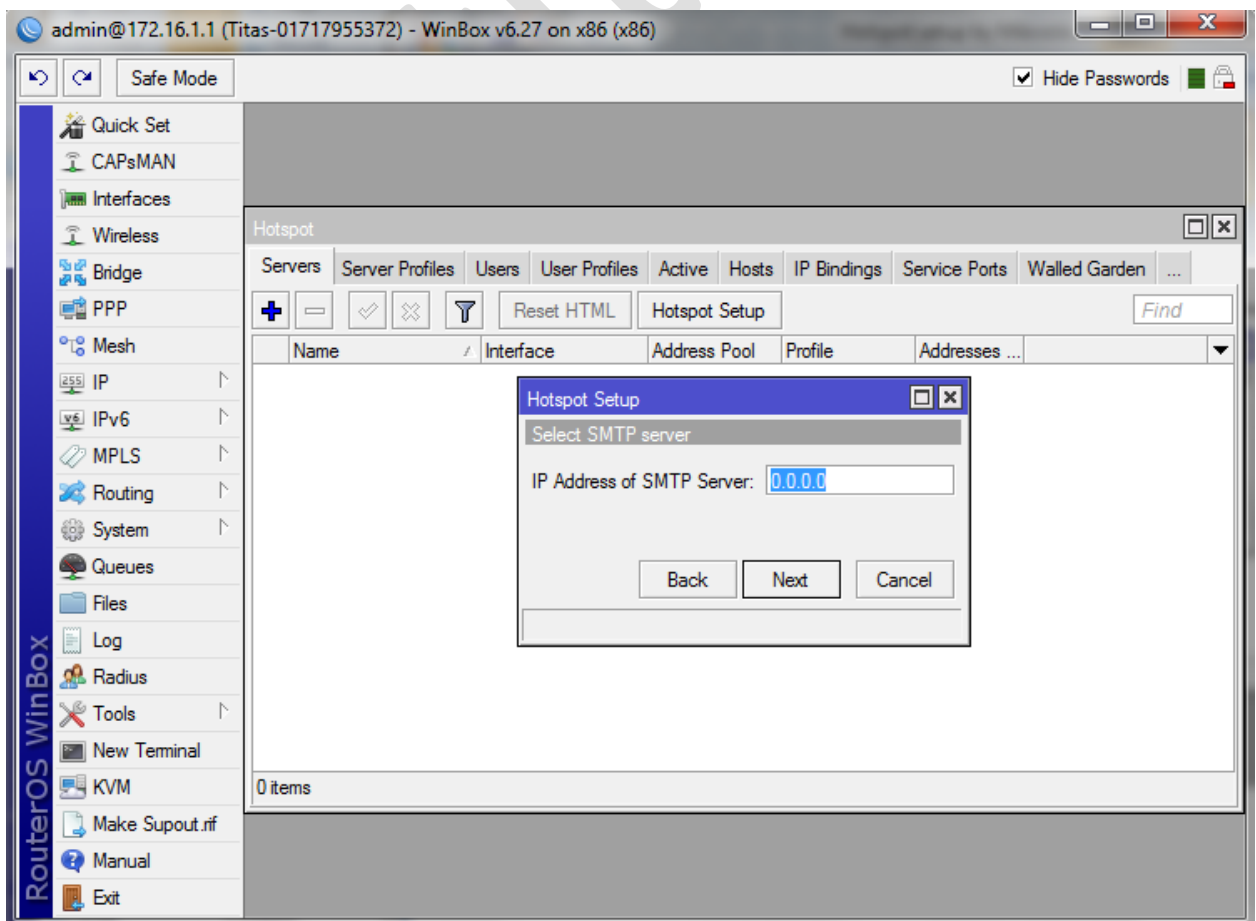 admin@172.16.1.1 (Titas-01717955372) - WinBox v6.27 on x86 (x86)
Safe Mode
Hide Passwords
Quick Set
CAPsMAN
Interfaces
Wireless
Bridge
PPP
Mesh
IP
IPv6
MPLS
Routing
System
Queues
Files
Log
Radius
Tools
New Terminal
KVM
Make Supout.rif
Manual
Exit
RouterOS WinBox
Hotspot
Servers Server Profiles Users User Profiles Active Hosts IP Bindings Service Ports Walled Garden ...
Reset HTML Hotspot Setup Find
Name Interface Address Pool Profile Addresses ...
Hotspot Setup
Select SMTP server
IP Address of SMTP Server: 0.0.0.0
Back Next Cancel
0 items